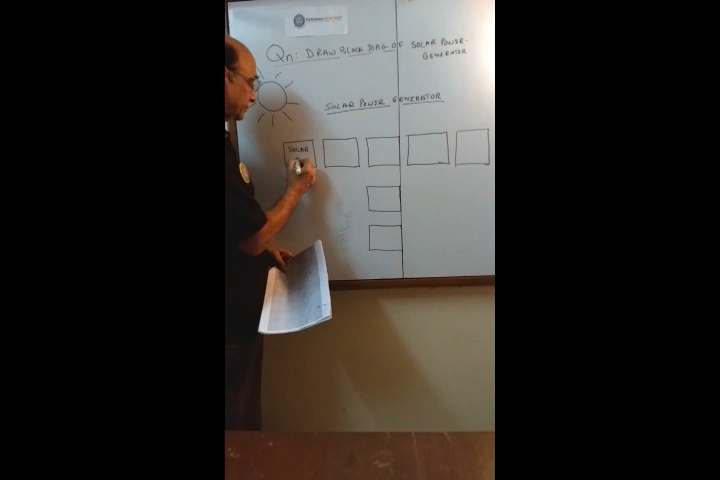 Qn: DRAW BLOCK DIAG OF SOLAR POWER-
GENERATOR
SOLAR POWER GENERATOR
SOLAR